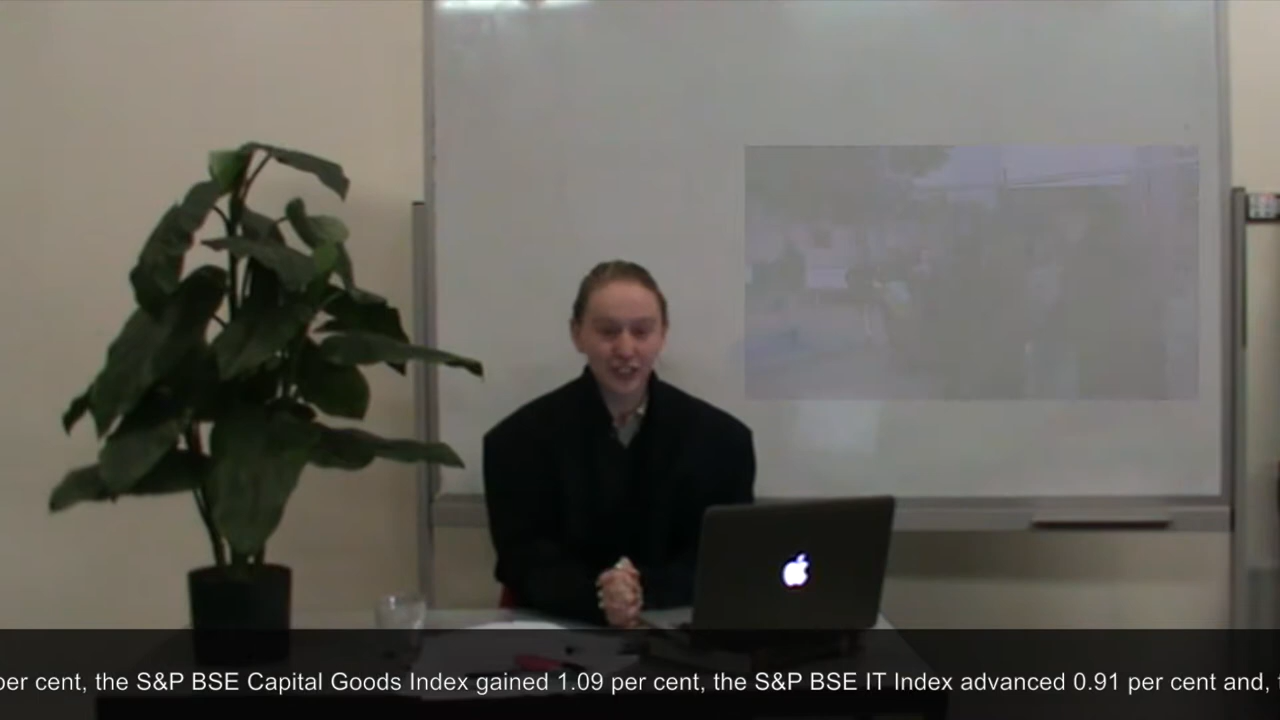 per cent, the S&P BSE Capital Goods Index gained 1.09 per cent, the S&P BSE IT Index advanced 0.91 per cent and,